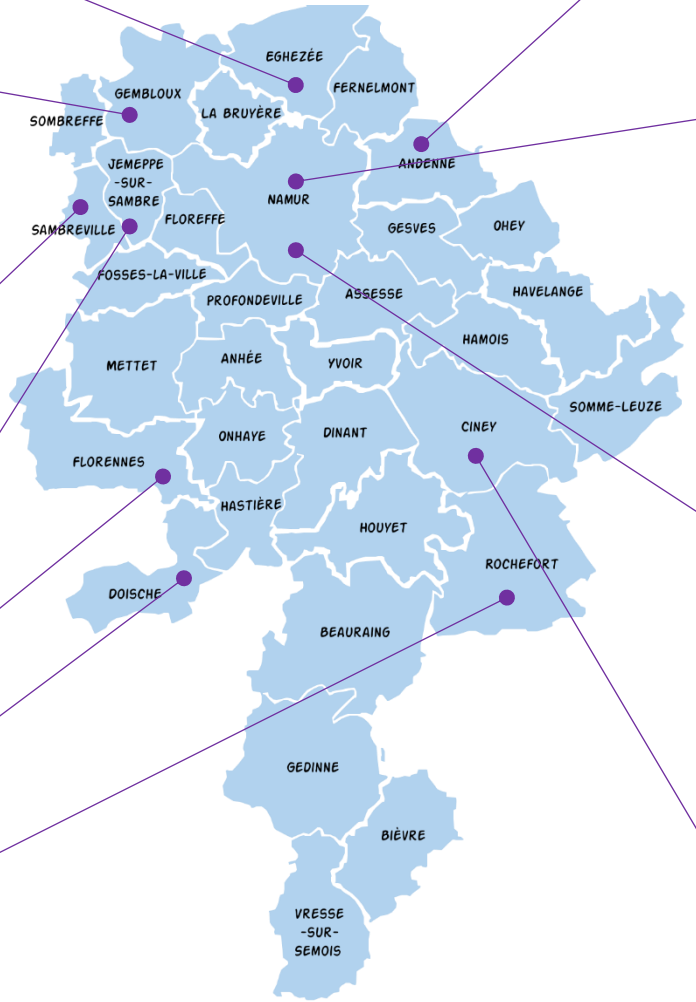 EGHEZÉE
FERNELMONT
GEMBLOUX
LA BRUYÈRE
SOMBREFFE
JEMEPPE
-SUR-
SAMBRE
ANDENNE
NAMUR
FLOREFFE
SAMBREVILLE
GESVES
OHEY
FOSSES-LA-VILLE
PROFONDEVILLE
ASSESSE
HAVELANGE
HAMOIS
METTET
ANHÉE
YVOIR
SOMME-LEUZE
CINEY
ONHAYE
DINANT
FLORENNES
HASTIÈRE
HOUYET
ROCHEFORT
DOISCHE
BEAURAING
GEDINNE
BIÈVRE
VRESSE
-SUR-
SEMOIS